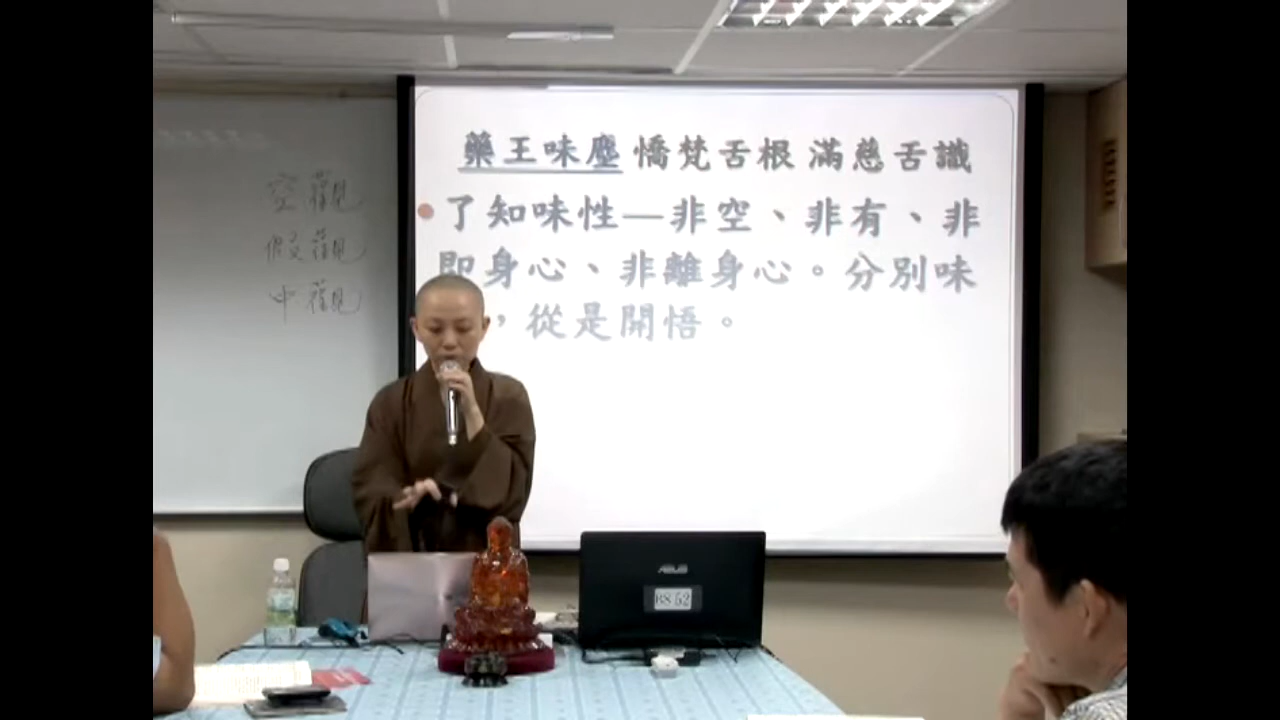 空觀
假觀
中觀
藥王味塵 憍梵舌根 滿慈舌識
了知味性—非空、非有、非
即身心、非離身心。分別味
,從是開悟。
ASUS
BS 52